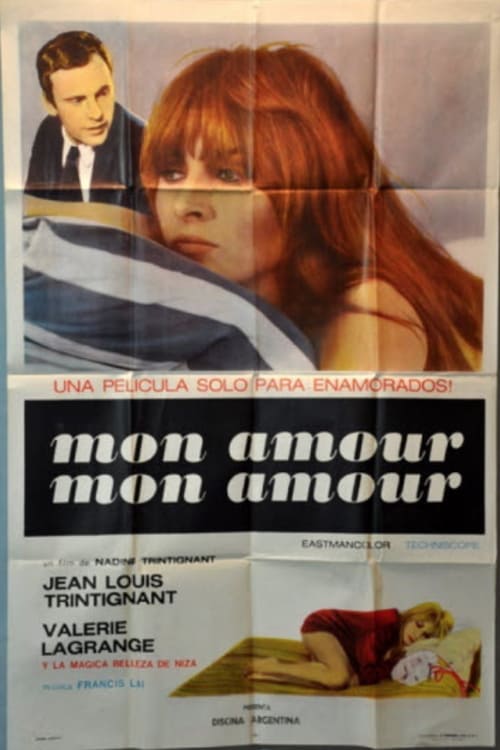 UNA PELICULA SOLO PARA ENAMORADOS!
mon amour
mon amour
EASTMANCOLOR TECHNISCOPE
un film de NADINE TRINTIGNANT
JEAN LOUIS
TRINTIGNANT
VALERIE
LAGRANGE
Y LA MAGICA BELLEZA DE NIZA
FRANCIS LAI
PRESENTA
DISCINA ARGENTINA